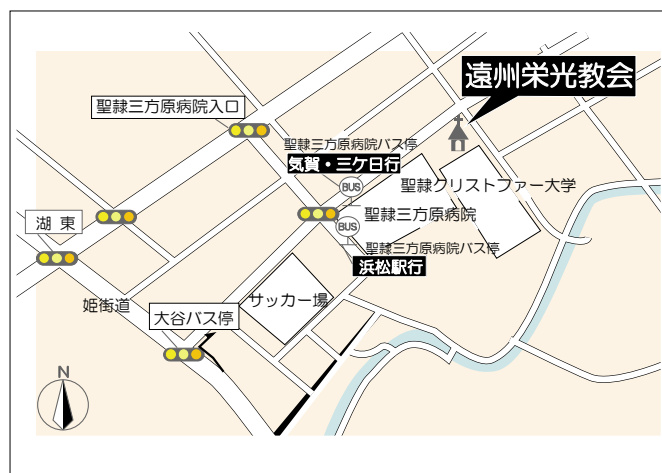 遠州栄光教会
聖隷三方原病院入口
聖隷三方原病院バス停
気賀・三ケ日行
BUS
聖隷クリストファー大学
聖隷三方原病院
湖 東
BUS
聖隷三方原病院バス停
浜松駅行
サッカー場
姫街道
大谷バス停
N